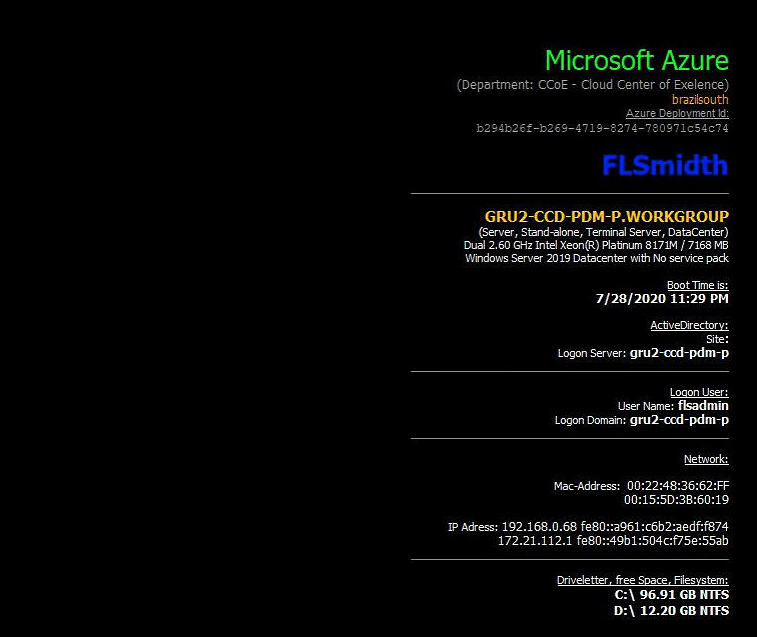 Microsoft Azure
(Department: CCoE - Cloud Center of Exelence)
brazilsouth
Azure Deployment Id:
b294b26f-b269-4719-8274-780971c54c74
FLSmidth
GRU2-CCD-PDM-P.WORKGROUP
(Server, Stand-alone, Terminal Server, DataCenter)
Dual 2.60 GHz Intel Xeon(R) Platinum 8171M / 7168 MB
Windows Server 2019 Datacenter with No service pack
Boot Time is:
7/28/2020 11:29 PM
ActiveDirectory:
Site:
Logon Server: gru2-ccd-pdm-p
Logon User:
User Name: flsadmin
Logon Domain: gru2-ccd-pdm-p
Network:
Mac-Address: 00:22:48:36:62:FF
00:15:5D:3B:60:19
IP Adress: 192.168.0.68 fe80::a961:c6b2:aedf:f874
172.21.112.1 fe80::49b1:504c:f75e:55ab
Driveletter, free Space, Filesystem:
C:\ 96.91 GB NTFS
D:\ 12.20 GB NTFS